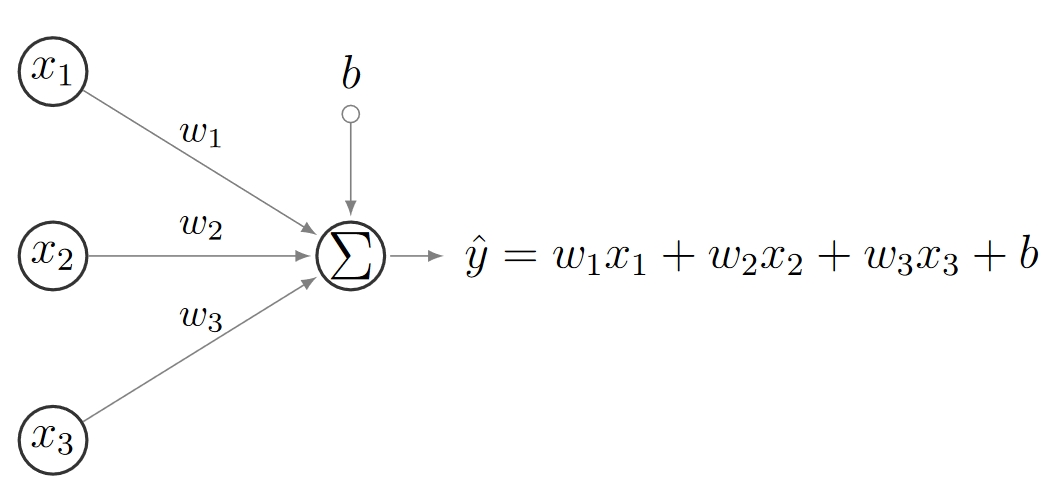 x₁
b
w₁
w₂
x₂
∑
ŷ = w₁x₁ + w₂x₂ + w₃x₃ + b
w₃
x₃